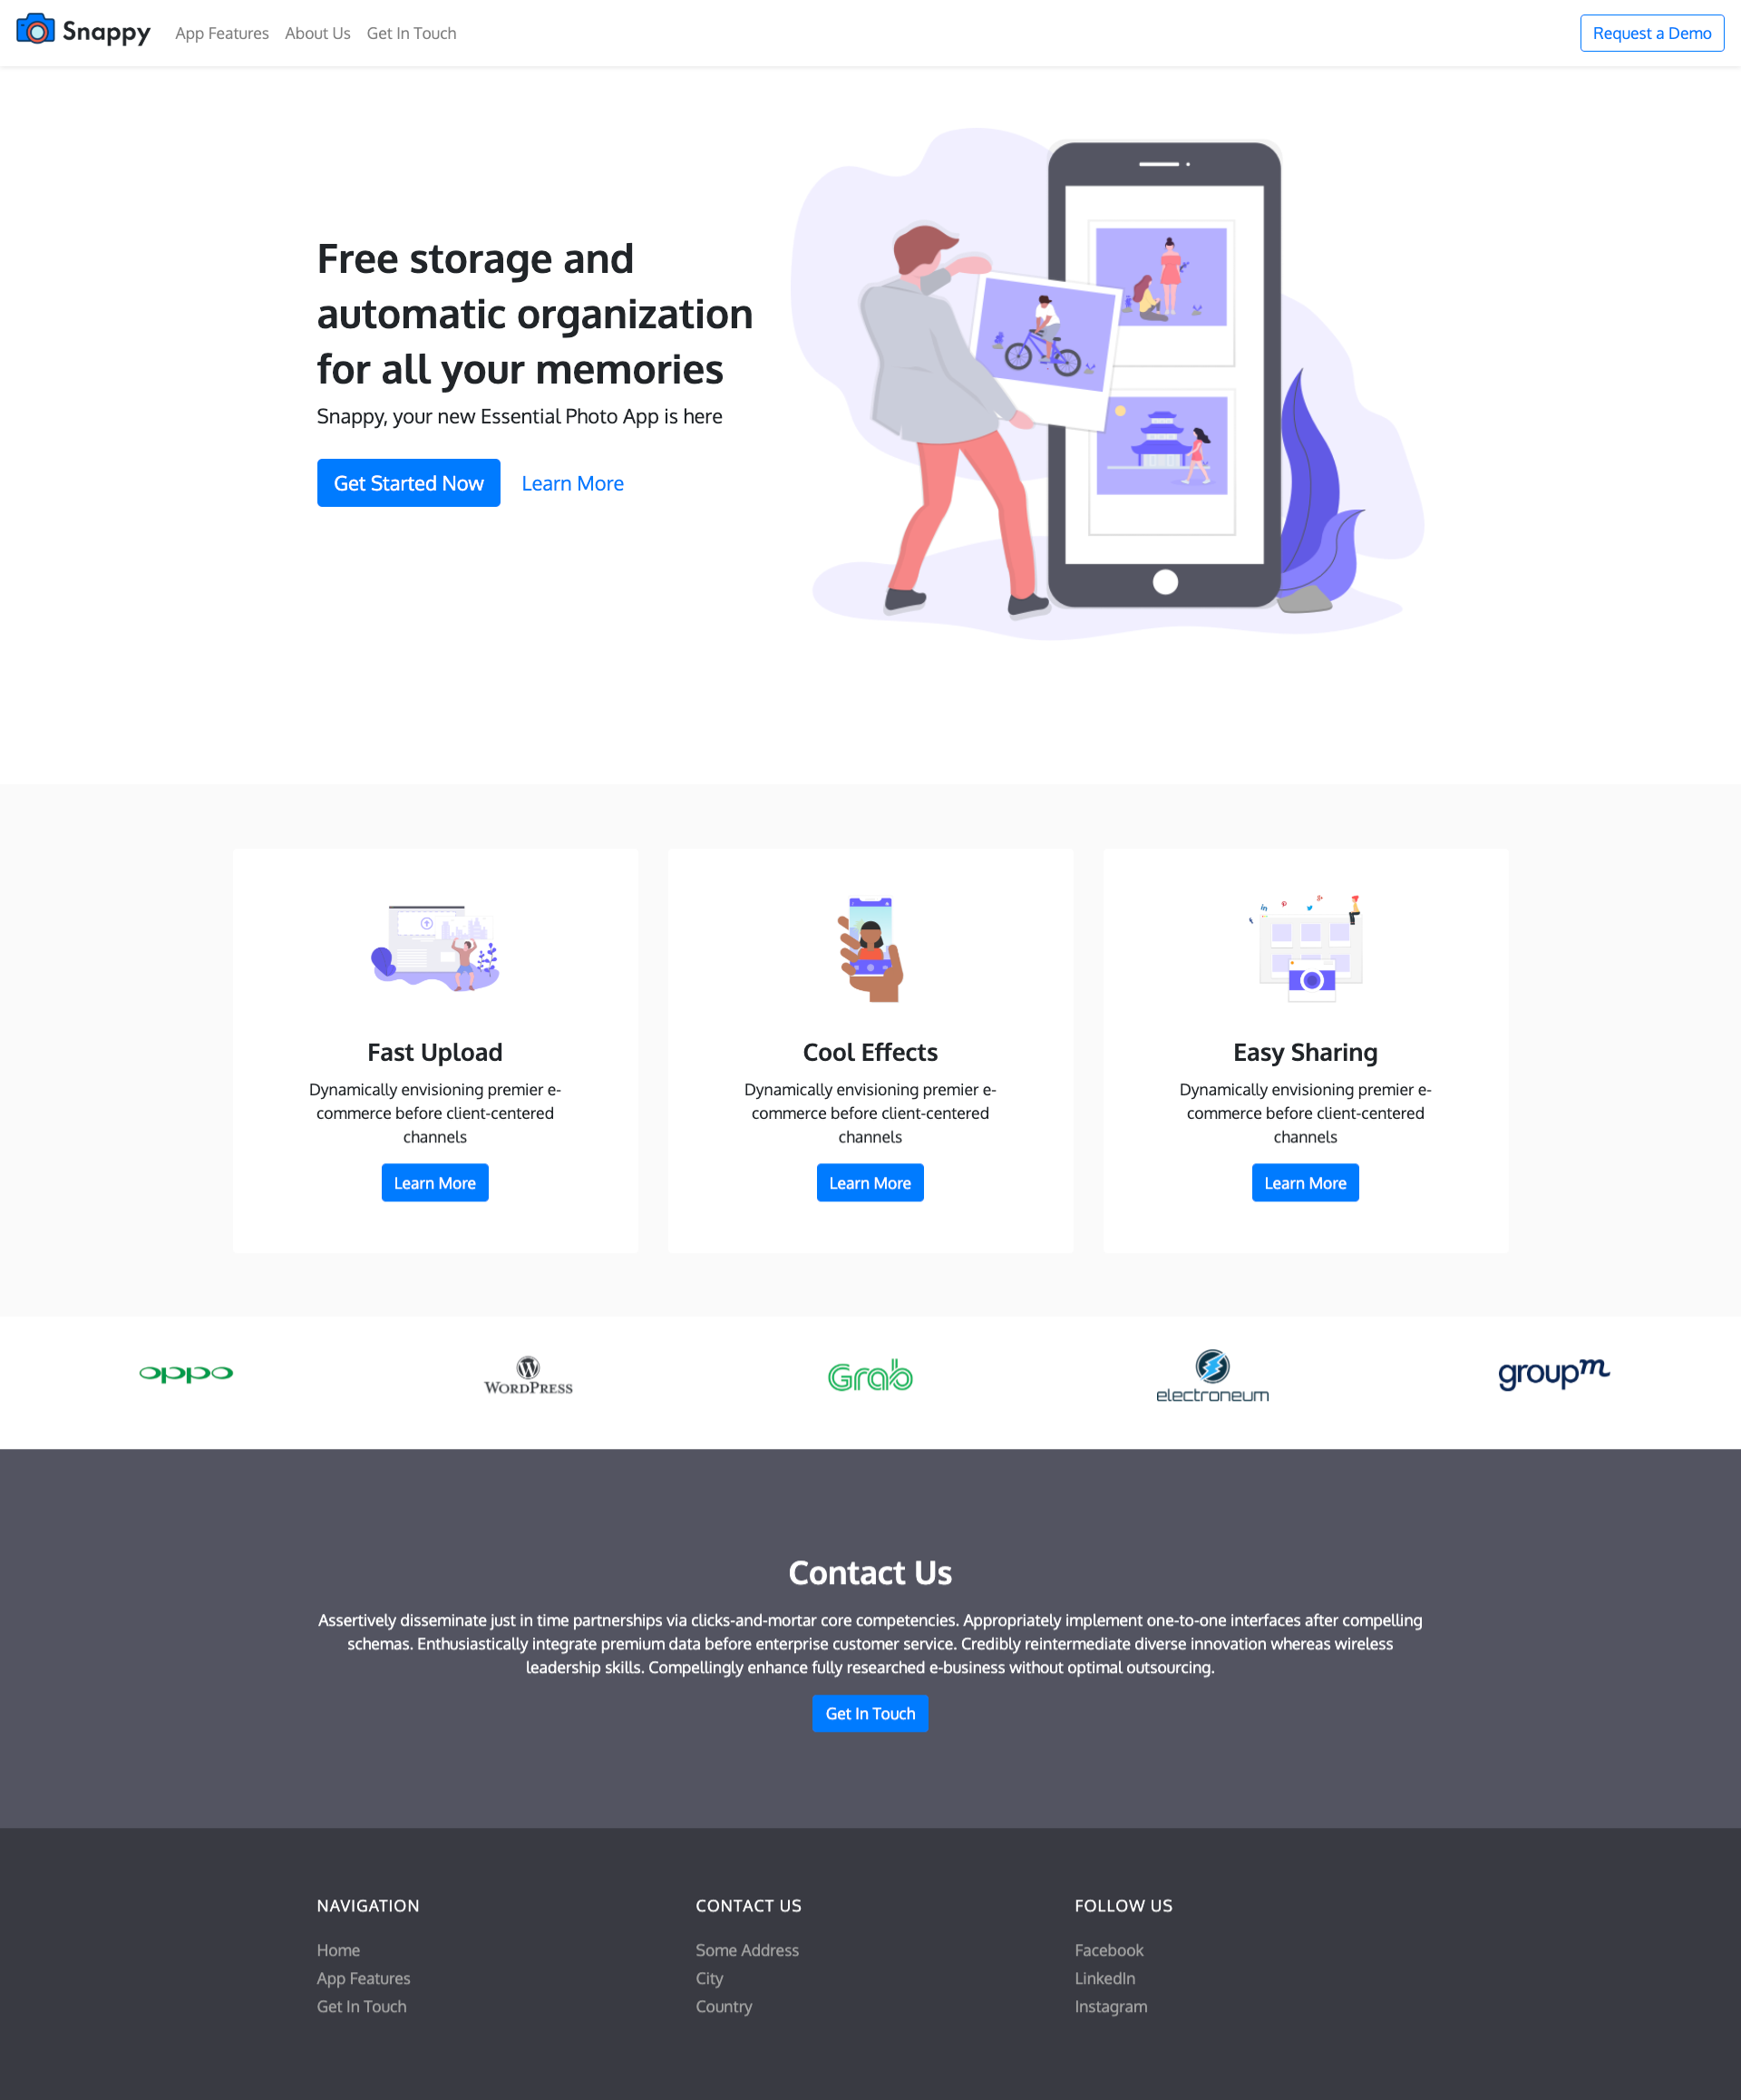 Snappy
App Features
About Us
Get In Touch
Request a Demo
Free storage and
automatic organization
for all your memories
Snappy, your new Essential Photo App is here
Get Started Now
Learn More
Fast Upload
Dynamically envisioning premier e-
commerce before client-centered
channels
Learn More
Cool Effects
Dynamically envisioning premier e-
commerce before client-centered
channels
Learn More
Easy Sharing
Dynamically envisioning premier e-
commerce before client-centered
channels
Learn More
oppo
WORDPRESS
Grab
electroneum
groupm
Contact Us
Assertively disseminate just in time partnerships via clicks-and-mortar core competencies. Appropriately implement one-to-one interfaces after compelling
schemas. Enthusiastically integrate premium data before enterprise customer service. Credibly reintermediate diverse innovation whereas wireless
leadership skills. Compellingly enhance fully researched e-business without optimal outsourcing.
Get In Touch
NAVIGATION
Home
App Features
Get In Touch
CONTACT US
Some Address
City
Country
FOLLOW US
Facebook
LinkedIn
Instagram